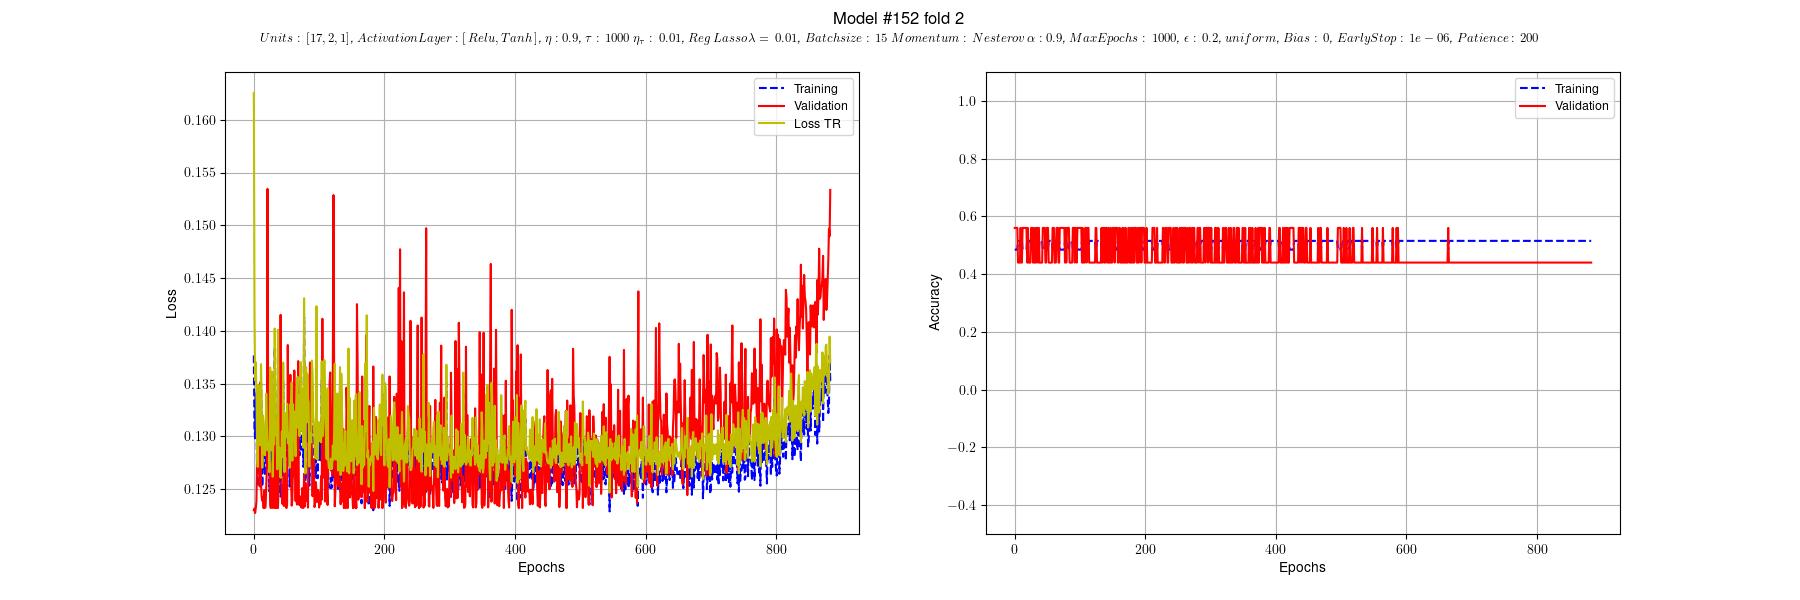 Model #152 fold 2
Units : [17, 2, 1], ActivationLayer : [ Relu, Tanh ], η : 0.9, τ : 1000 ητ : 0.01, Reg Lasso λ = 0.01, Batchsize : 15 Momentum : Nesterov α : 0.9, MaxEpochs : 1000, ϵ : 0.2, uniform, Bias : 0, EarlyStop : 1e − 06, Patience : 200
Training
Validation
Loss TR
0.160
0.155
0.150
0.145
0.140
0.135
0.130
0.125
Loss
0 200 400 600 800
Epochs
Training
Validation
1.0
0.8
0.6
0.4
0.2
0.0
−0.2
−0.4
Accuracy
0 200 400 600 800
Epochs